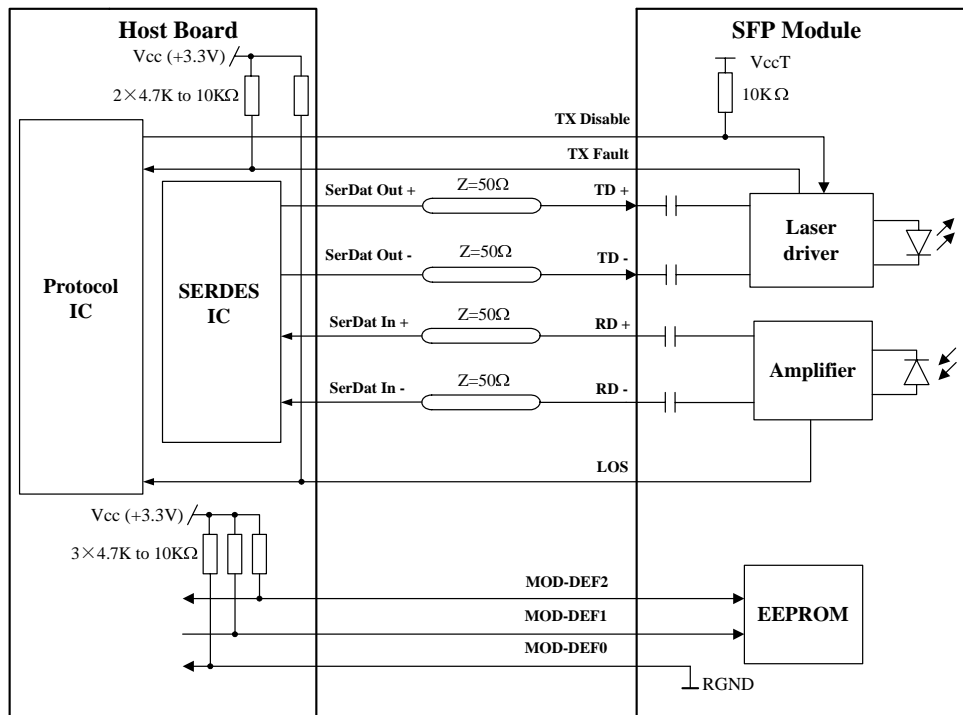 Host Board
SFP Module
Vcc (+3.3V)
VccT
2×4.7K to 10KΩ
10KΩ
TX Disable
TX Fault
SerDat Out +
Z=50Ω
TD +
Laser
driver
SerDat Out -
Z=50Ω
TD -
Protocol
IC
SERDES
IC
SerDat In +
Z=50Ω
RD +
Amplifier
SerDat In -
Z=50Ω
RD -
LOS
Vcc (+3.3V)
3×4.7K to 10KΩ
MOD-DEF2
EEPROM
MOD-DEF1
MOD-DEF0
RGND